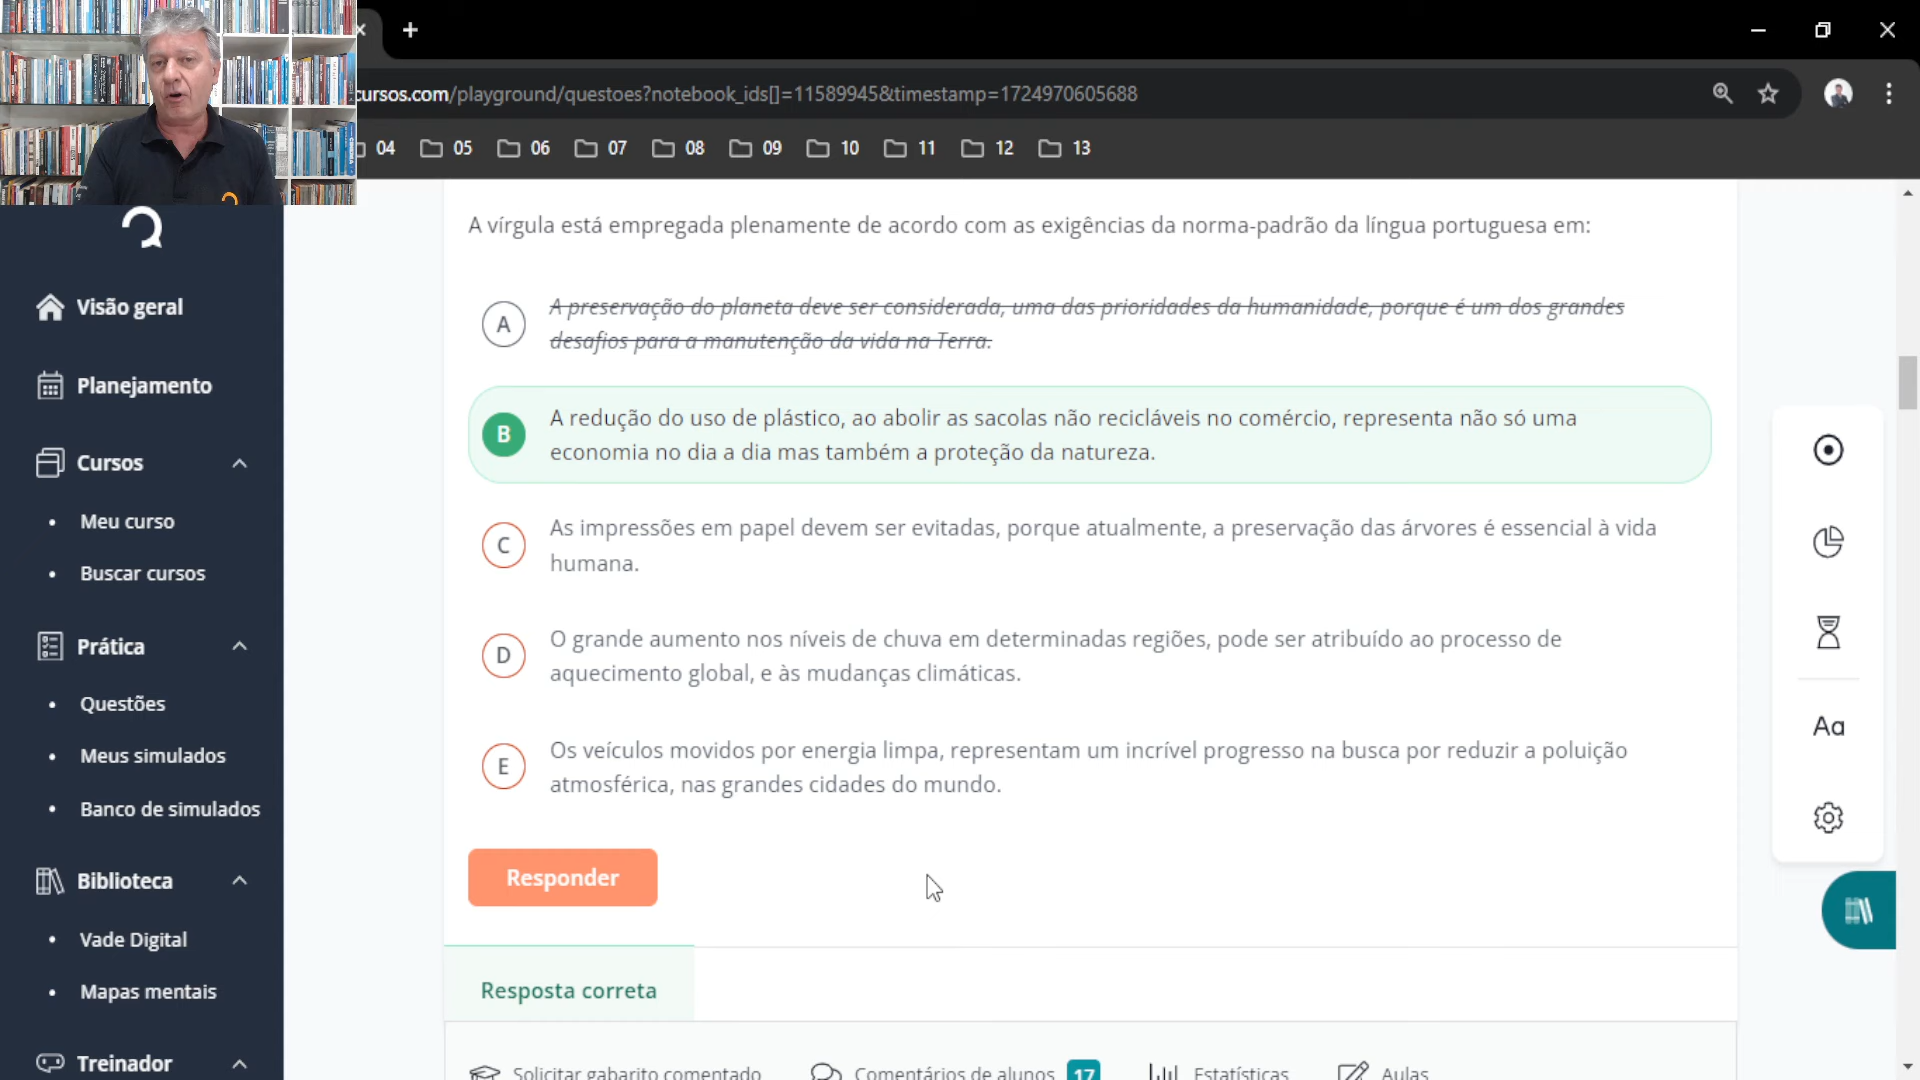 cursos.com/playground/questoes?notebook_ids[]=11589945&timestamp=1724970605688
04 05 06 07 08 09 10 11 12 13
Visão geral
Planejamento
Cursos
• Meu curso
• Buscar cursos
Prática
• Questões
• Meus simulados
• Banco de simulados
Biblioteca
• Vade Digital
• Mapas mentais
Treinador
A vírgula está empregada plenamente de acordo com as exigências da norma-padrão da língua portuguesa em:
A
A preservação do planeta deve ser considerada, uma das prioridades da humanidade, porque é um dos grandes
desafios para a manutenção da vida na Terra.
B
A redução do uso de plástico, ao abolir as sacolas não recicláveis no comércio, representa não só uma
economia no dia a dia mas também a proteção da natureza.
C
As impressões em papel devem ser evitadas, porque atualmente, a preservação das árvores é essencial à vida
humana.
D
O grande aumento nos níveis de chuva em determinadas regiões, pode ser atribuído ao processo de
aquecimento global, e às mudanças climáticas.
E
Os veículos movidos por energia limpa, representam um incrível progresso na busca por reduzir a poluição
atmosférica, nas grandes cidades do mundo.
Responder
Resposta correta
Solicitar gabarito comentado
Comentários de alunos 17
Estatísticas
Aulas
Aa